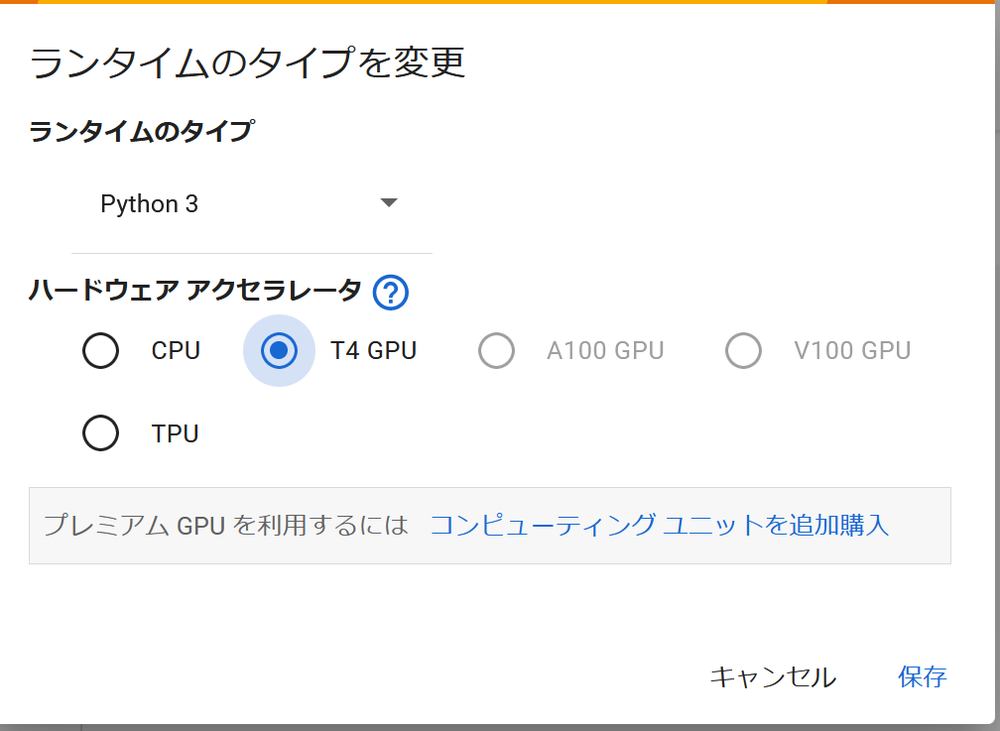 ランタイムのタイプを変更
ランタイムのタイプ
Python 3
ハードウェア アクセラレータ ?
CPU T4 GPU A100 GPU V100 GPU
TPU
プレミアム GPU を利用するには コンピューティング ユニットを追加購入
キャンセル 保存